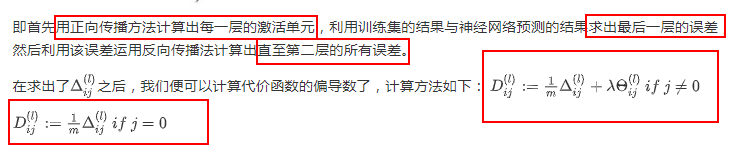 即首先用正向传播方法计算出每一层的激活单元，利用训练集的结果与神经网络预测的结果求出最后一层的误差
然后利用该误差运用反向传播法计算出直至第二层的所有误差。
在求出了Δ_{ij}^{(l)}之后，我们便可以计算代价函数的偏导数了，计算方法如下： D_{ij}^{(l)} := \frac{1}{m}Δ_{ij}^{(l)} + λΘ_{ij}^{(l)} if j ≠ 0
D_{ij}^{(l)} := \frac{1}{m}Δ_{ij}^{(l)} if j = 0